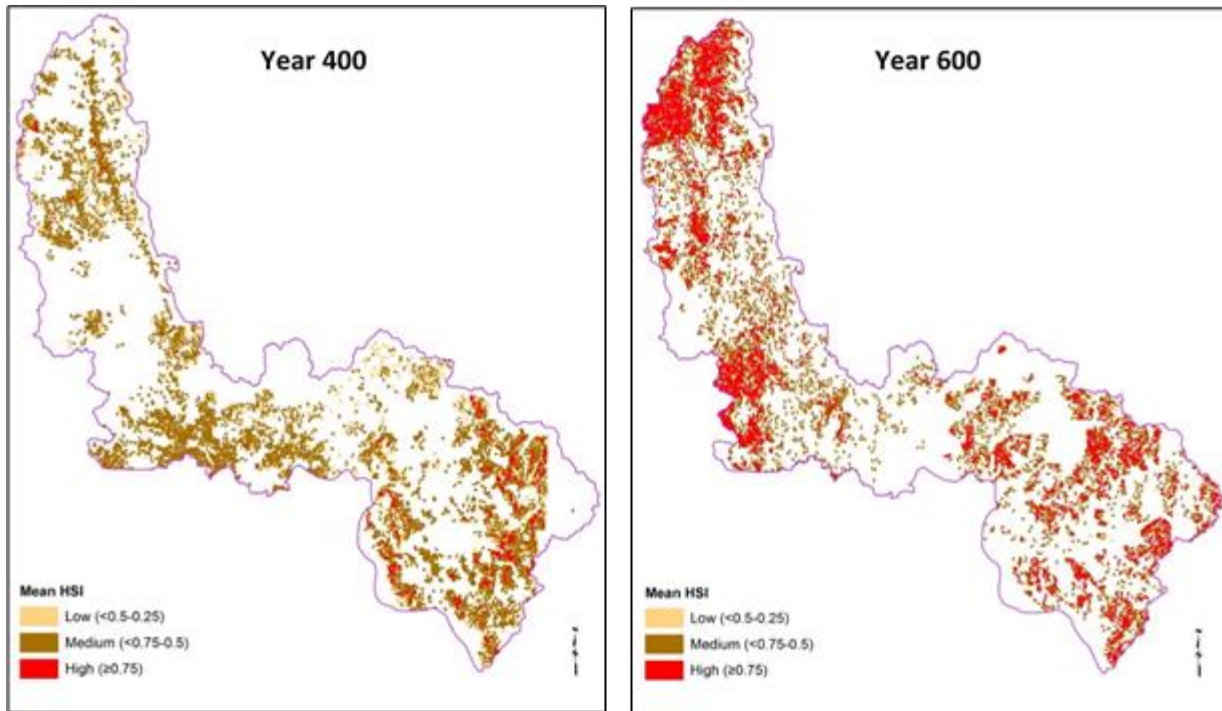 Year 400
Mean HSI
Low (<0.5-0.25)
Medium (<0.75-0.5)
High (≥0.75)
Year 600
Mean HSI
Low (<0.5-0.25)
Medium (<0.75-0.5)
High (≥0.75)